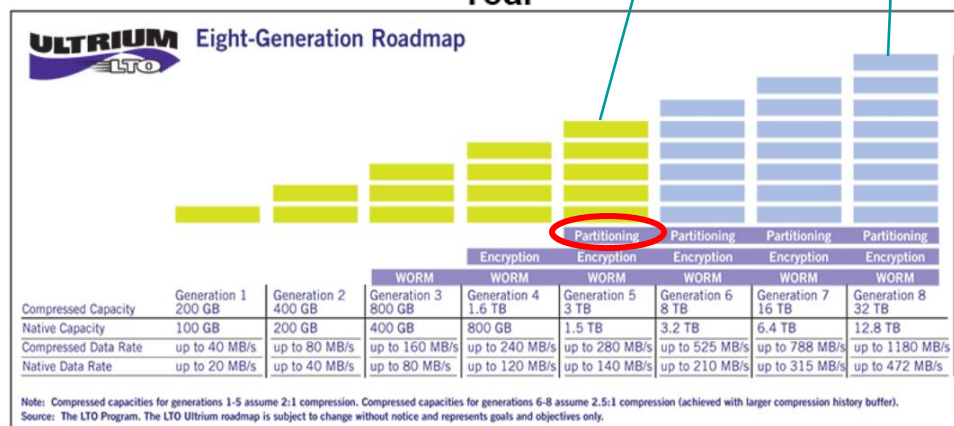 ULTRIUM
LTO
Eight-Generation Roadmap
Partitioning Partitioning Partitioning Partitioning
Encryption Encryption Encryption Encryption Encryption
WORM WORM WORM WORM WORM WORM
Generation 1 Generation 2 Generation 3 Generation 4 Generation 5 Generation 6 Generation 7 Generation 8
Compressed Capacity 200 GB 400 GB 800 GB 1.6 TB 3 TB 8 TB 16 TB 32 TB
Native Capacity 100 GB 200 GB 400 GB 800 GB 1.5 TB 3.2 TB 6.4 TB 12.8 TB
Compressed Data Rate up to 40 MB/s up to 80 MB/s up to 160 MB/s up to 240 MB/s up to 280 MB/s up to 525 MB/s up to 788 MB/s up to 1180 MB/s
Native Data Rate up to 20 MB/s up to 40 MB/s up to 80 MB/s up to 120 MB/s up to 140 MB/s up to 210 MB/s up to 315 MB/s up to 472 MB/s
Note: Compressed capacities for generations 1-5 assume 2:1 compression. Compressed capacities for generations 6-8 assume 2.5:1 compression (achieved with larger compression history buffer).
Source: The LTO Program. The LTO Ultrium roadmap is subject to change without notice and represents goals and objectives only.